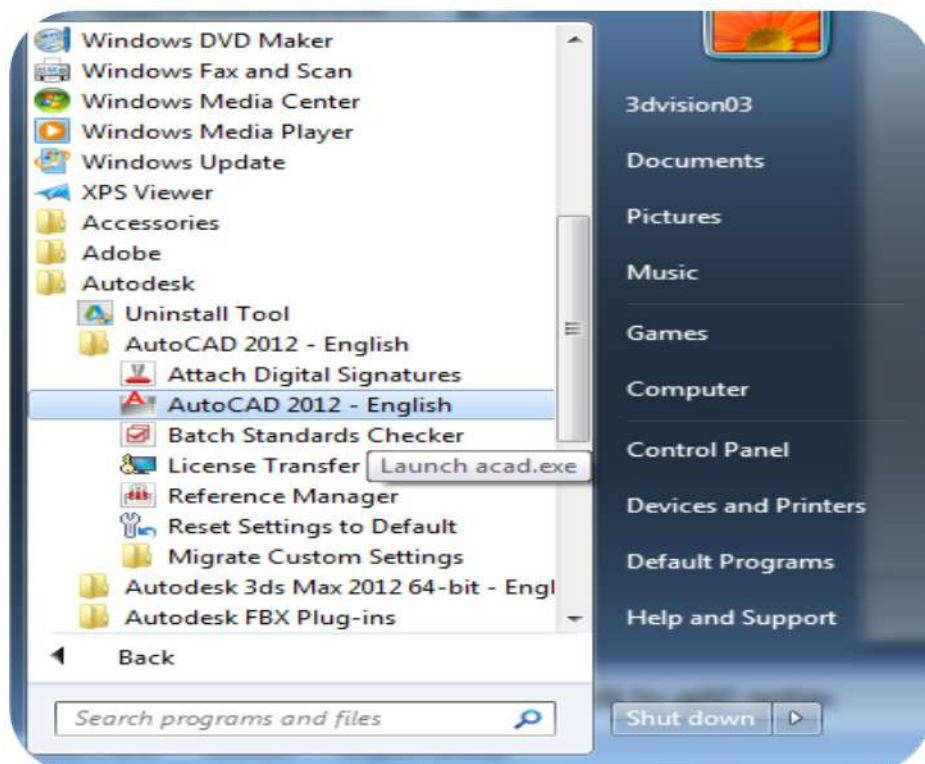 Windows DVD Maker
Windows Fax and Scan
Windows Media Center
Windows Media Player
Windows Update
XPS Viewer
Accessories
Adobe
Autodesk
Uninstall Tool
AutoCAD 2012 - English
Attach Digital Signatures
AutoCAD 2012 - English
Batch Standards Checker
License Transfer
Launch acad.exe
Reference Manager
Reset Settings to Default
Migrate Custom Settings
Autodesk 3ds Max 2012 64-bit - Engl
Autodesk FBX Plug-ins
Back
Search programs and files
3dvision03
Documents
Pictures
Music
Games
Computer
Control Panel
Devices and Printers
Default Programs
Help and Support
Shut down